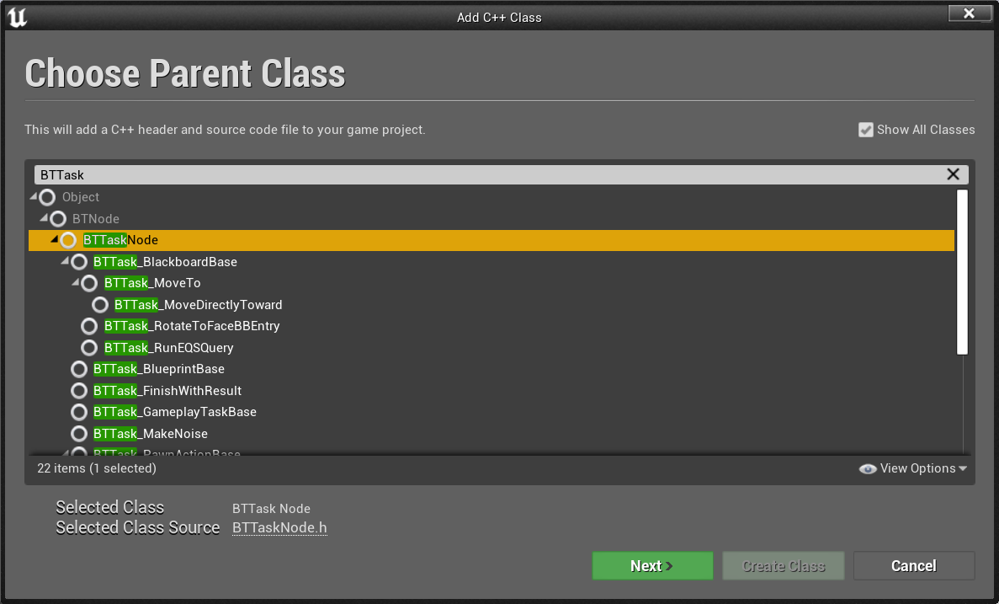 Add C++ Class
Choose Parent Class
This will add a C++ header and source code file to your game project.
Show All Classes
BTTask
Object
BTNode
BTTaskNode
BTTask_BlackboardBase
BTTask_MoveTo
BTTask_MoveDirectlyToward
BTTask_RotateToFaceBBEntry
BTTask_RunEQSQuery
BTTask_BlueprintBase
BTTask_FinishWithResult
BTTask_GameplayTaskBase
BTTask_MakeNoise
BTTask_PawnActionBase
22 items (1 selected)
View Options
Selected Class BTTask Node
Selected Class Source BTTaskNode.h
Next >
Create Class
Cancel